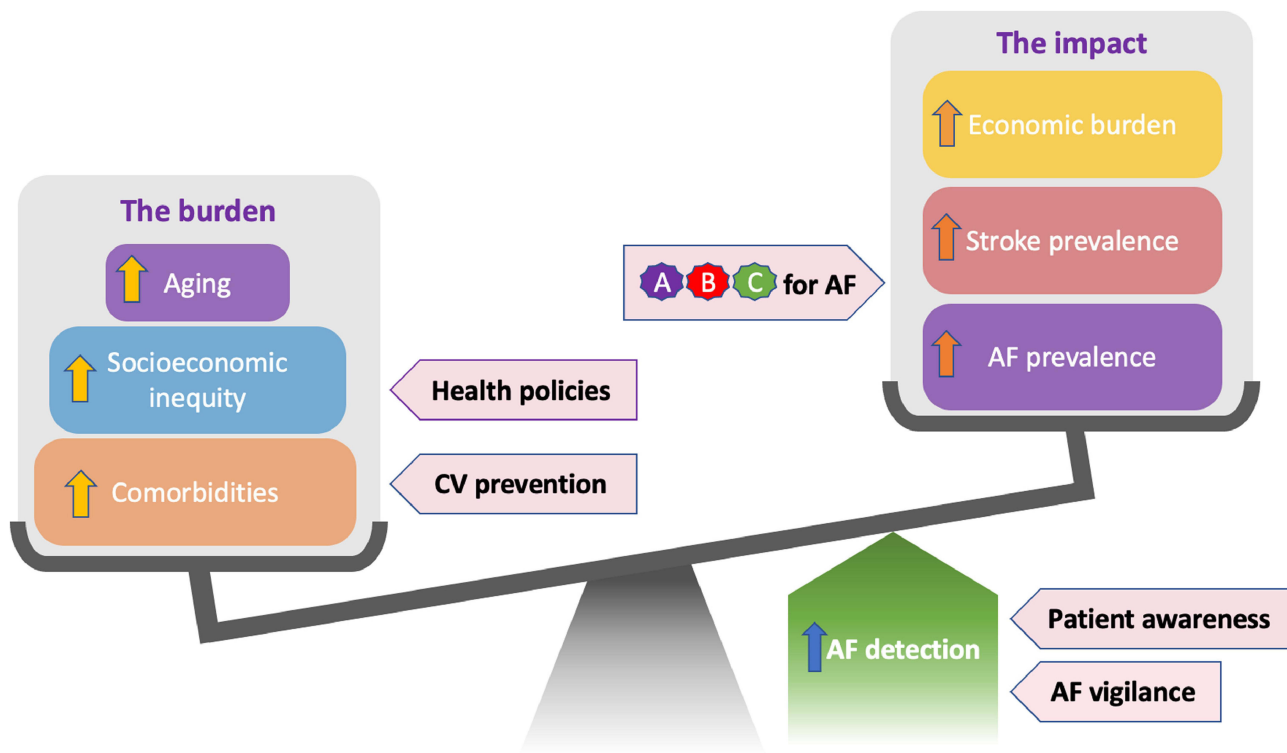 The burden
Aging
Socioeconomic
inequity
Comorbidities
Health policies
CV prevention
A B C for AF
The impact
Economic burden
Stroke prevalence
AF prevalence
AF detection
Patient awareness
AF vigilance